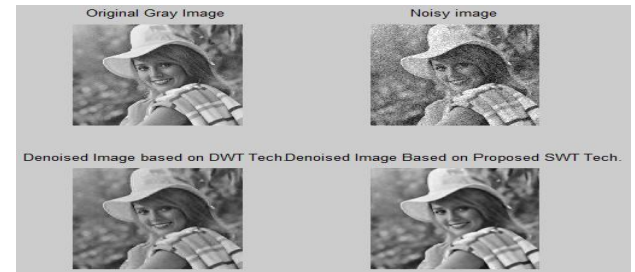 Original Gray Image
Noisy image
Denoised Image based on DWT Tech.
Denoised Image Based on Proposed SWT Tech.